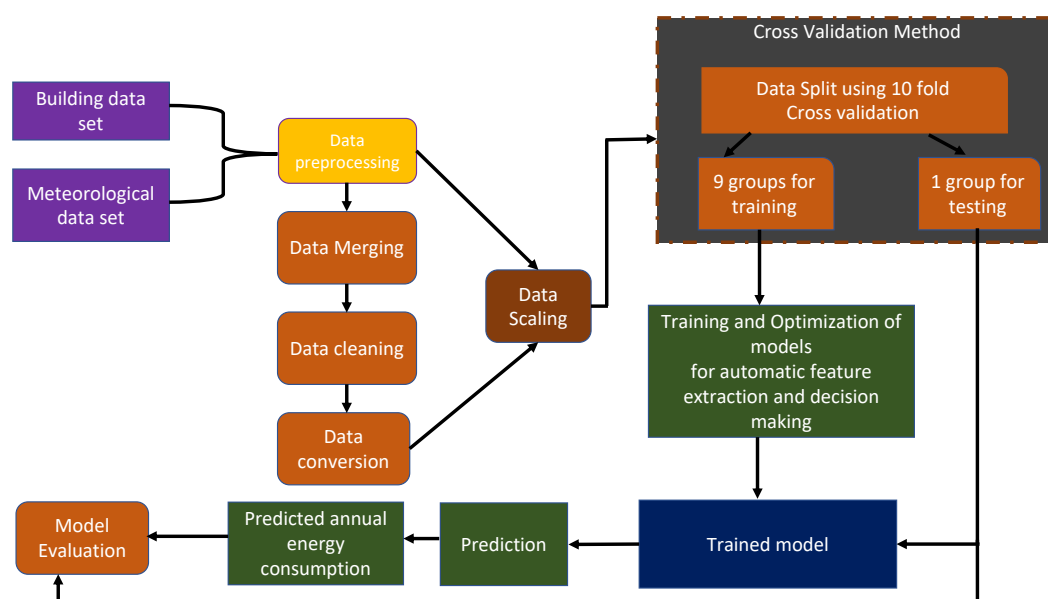 Cross Validation Method
Building data
set
Meteorological
data set
Data
preprocessing
Data Merging
Data cleaning
Data
conversion
Data
Scaling
Data Split using 10 fold
Cross validation
9 groups for
training
1 group for
testing
Training and Optimization of
models
for automatic feature
extraction and decision
making
Trained model
Prediction
Predicted annual
energy
consumption
Model
Evaluation